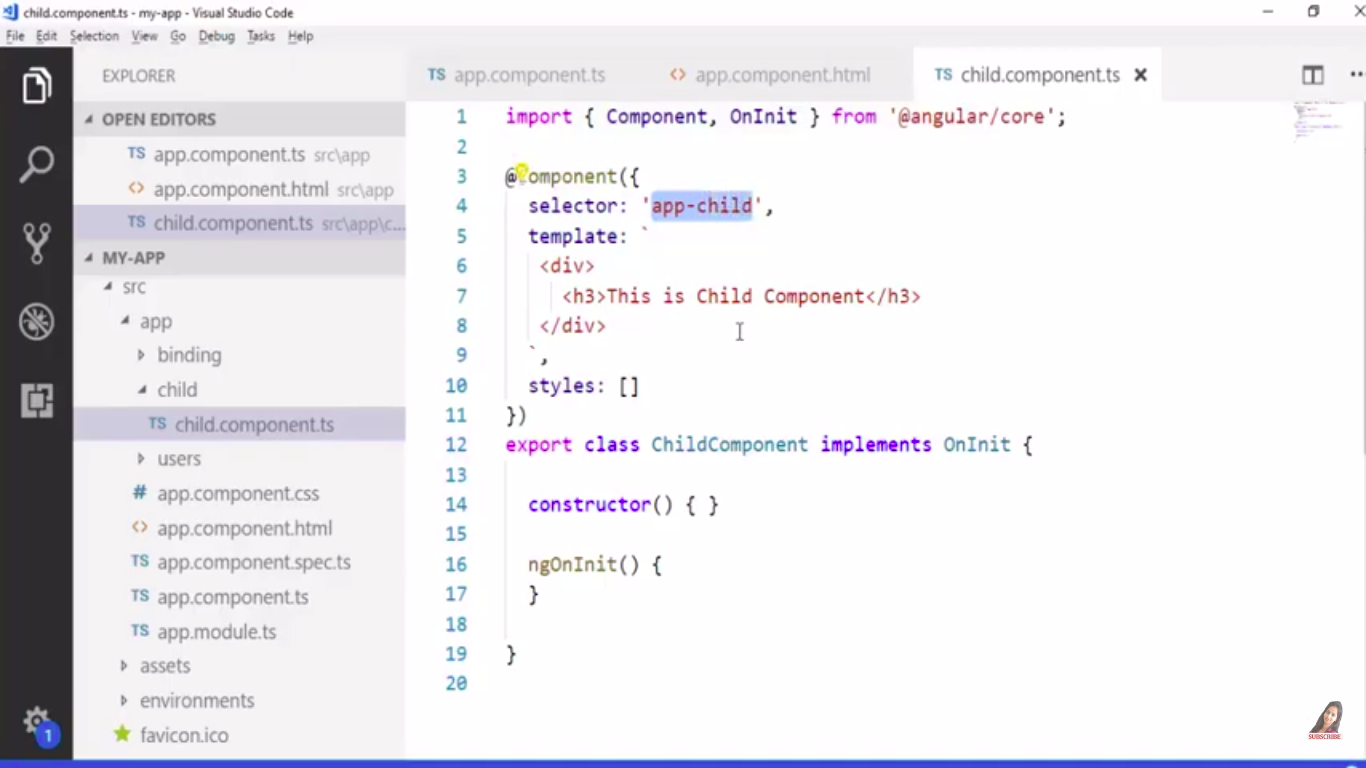 child.component.ts - my-app - Visual Studio Code
File Edit Selection View Go Debug Tasks Help
EXPLORER
OPEN EDITORS
TS app.component.ts src\app
<> app.component.html src\app
TS child.component.ts src\app\c...
MY-APP
src
app
binding
child
TS child.component.ts
users
# app.component.css
<> app.component.html
TS app.component.spec.ts
TS app.component.ts
TS app.module.ts
assets
environments
favicon.ico
1
TS app.component.ts <> app.component.html TS child.component.ts
1 import { Component, OnInit } from '@angular/core';
2
3 @Component({
4 selector: 'app-child',
5 template: `
6 <div>
7 <h3>This is Child Component</h3>
8 </div>
9 `,
10 styles: []
11 })
12 export class ChildComponent implements OnInit {
13
14 constructor() { }
15
16 ngOnInit() {
17 }
18
19 }
20
SUBSCRIBE